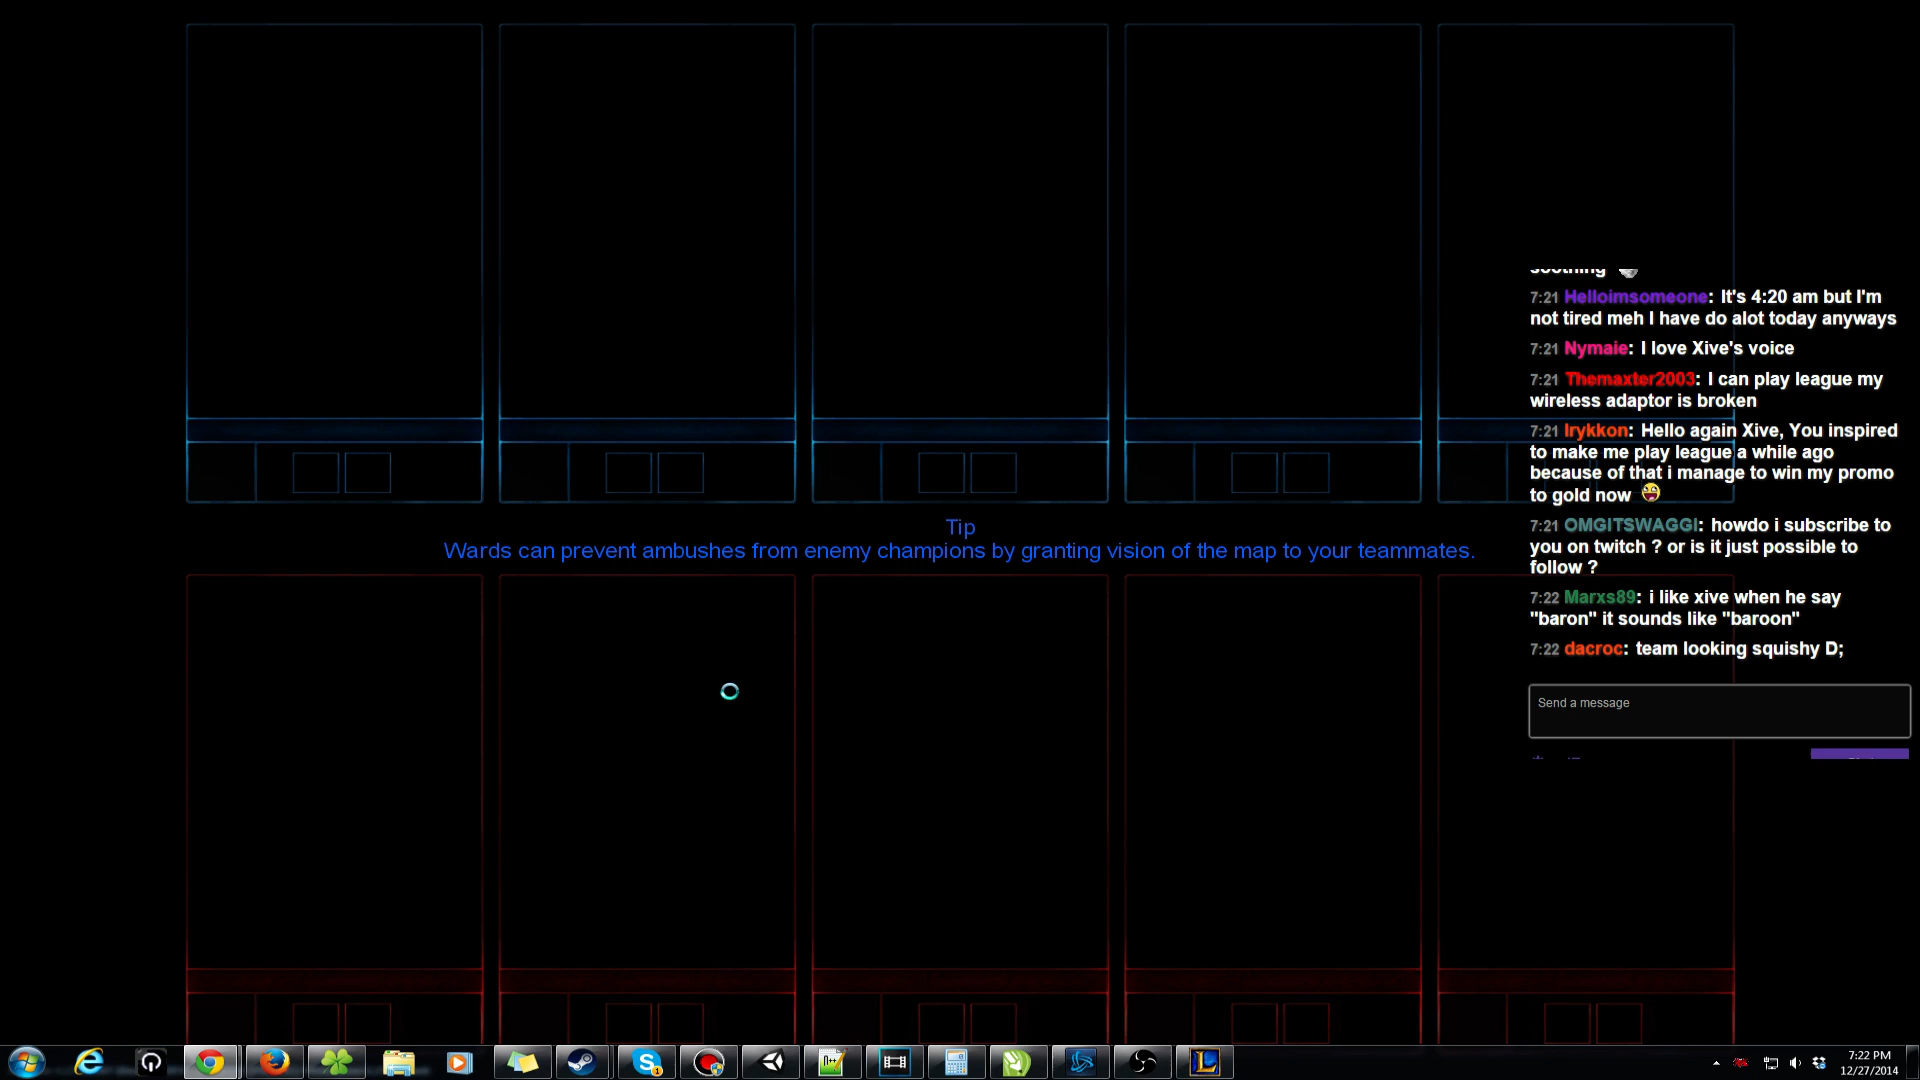 soothing
7:21 Helloimsomeone: It's 4:20 am but I'm
not tired meh I have do alot today anyways
7:21 Nymaie: I love Xive's voice
7:21 Themaxter2003: I can play league my
wireless adaptor is broken
7:21 Irykkon: Hello again Xive, You inspired
to make me play league a while ago
because of that i manage to win my promo
to gold now
7:21 OMGITSWAGGI: howdo i subscribe to
you on twitch ? or is it just possible to
follow ?
7:22 Marxs89: i like xive when he say
"baron" it sounds like "baroon"
7:22 dacroc: team looking squishy D;
Send a message
Tip
Wards can prevent ambushes from enemy champions by granting vision of the map to your teammates.
7:22 PM
12/27/2014